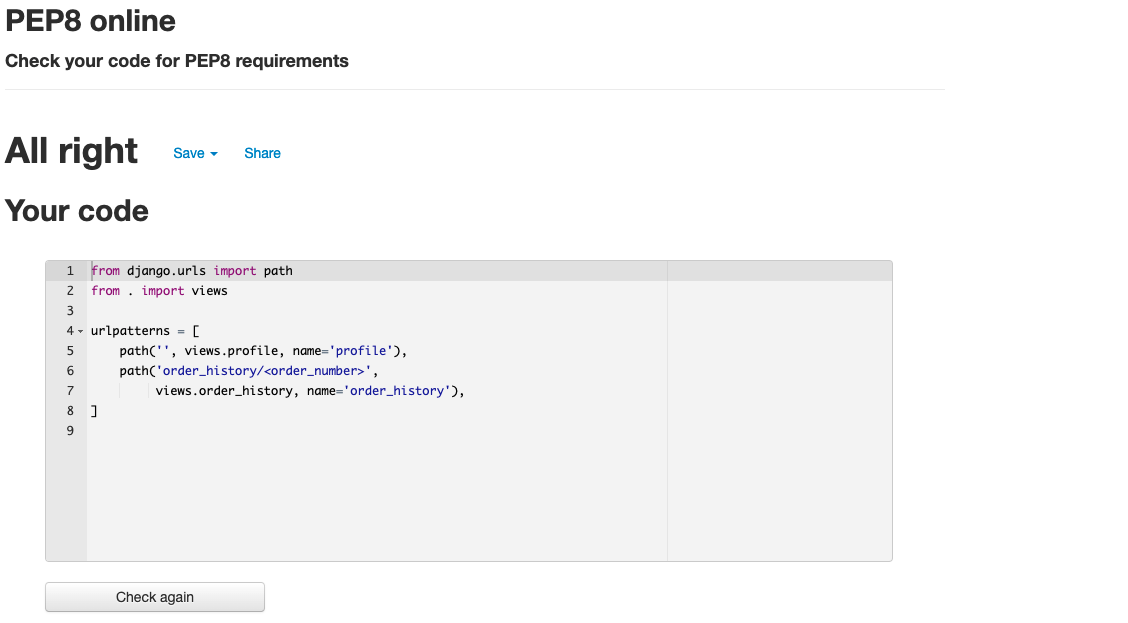 PEP8 online
Check your code for PEP8 requirements
All right Save Share
Your code
1 from django.urls import path
2 from . import views
3
4 urlpatterns = [
5     path('', views.profile, name='profile'),
6     path('order_history/<order_number>',
7          views.order_history, name='order_history'),
8 ]
9
Check again